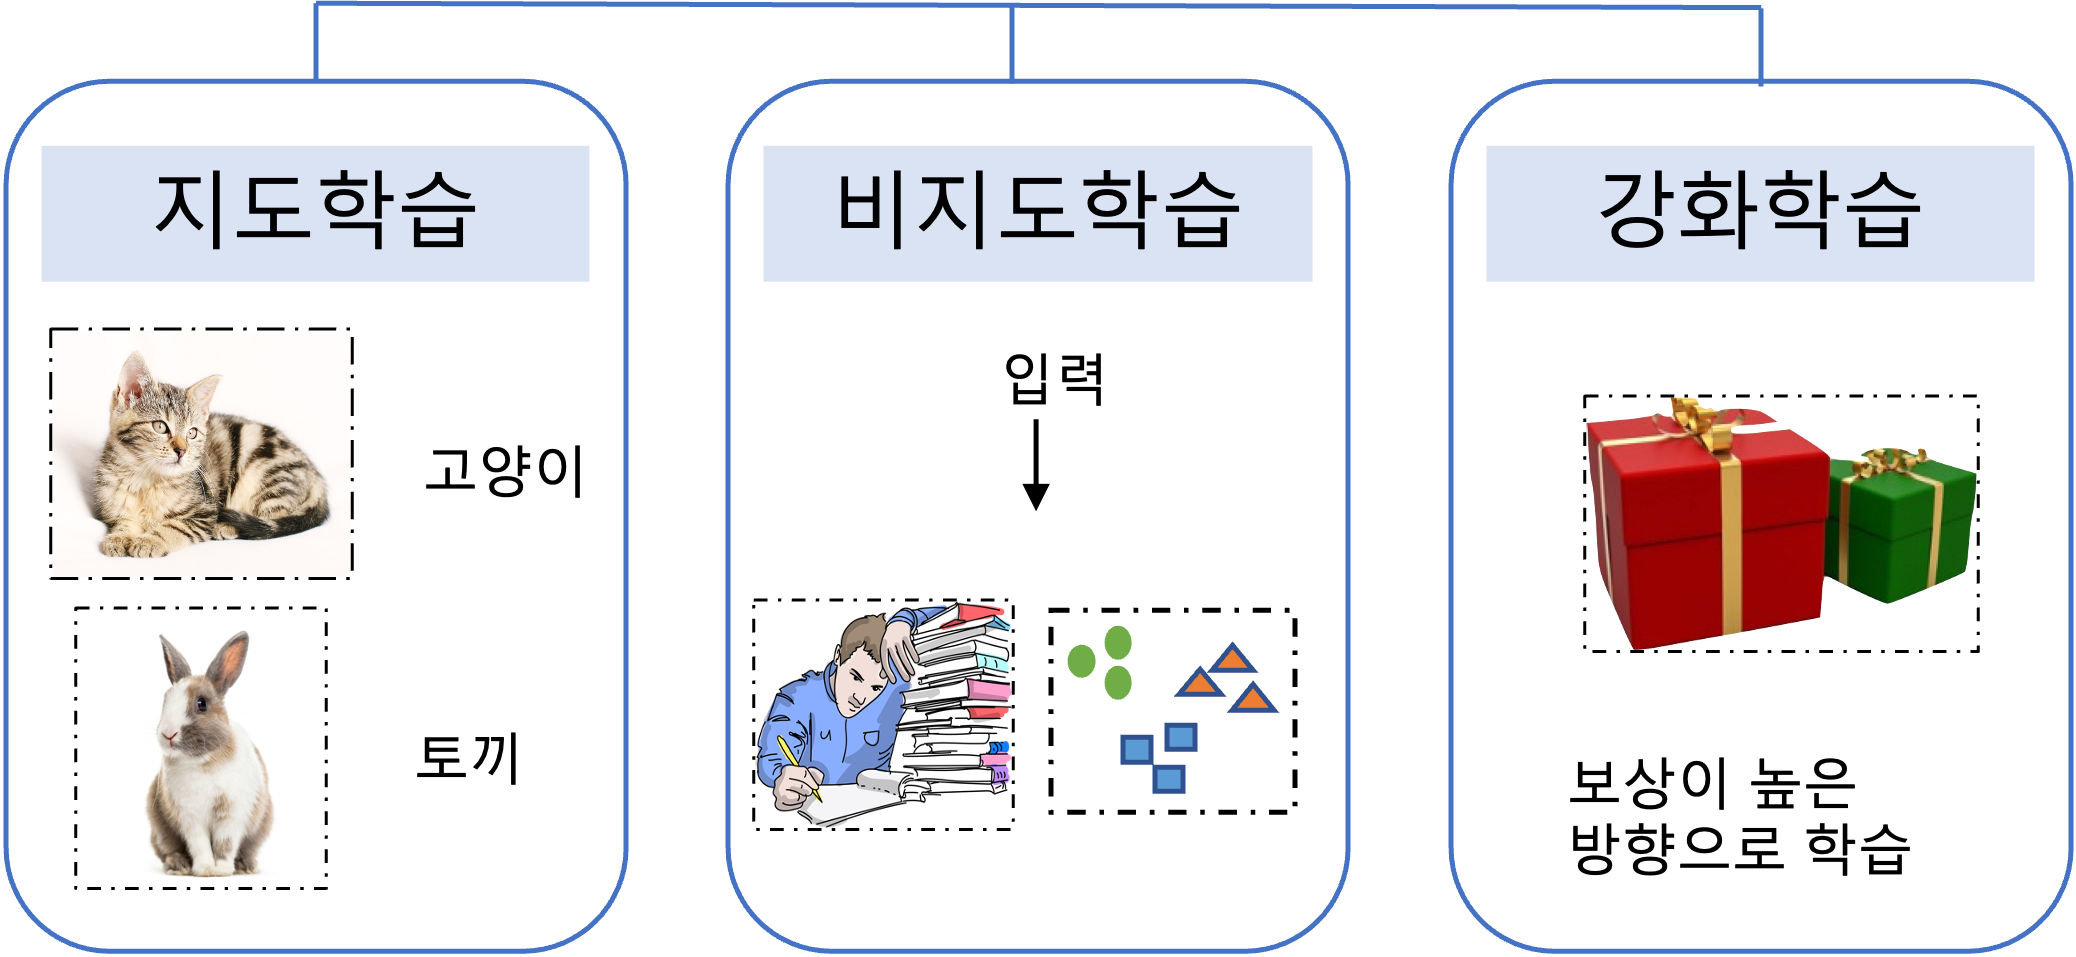 지도학습
고양이
토끼
비지도학습
입력
강화학습
보상이 높은
방향으로 학습